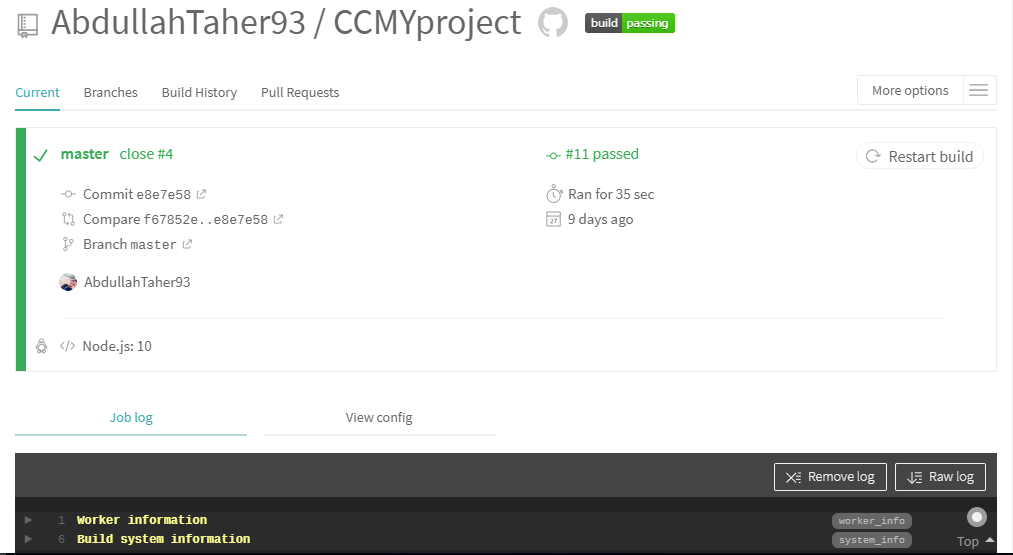 AbdullahTaher93 / CCMYproject build passing
Current Branches Build History Pull Requests More options
master close #4 #11 passed Restart build
Commit e8e7e58 Ran for 35 sec
Compare f67852e..e8e7e58 27 9 days ago
Branch master
AbdullahTaher93
</> Node.js: 10
Job log View config
Remove log Raw log
1 Worker information worker_info
6 Build system information system_info
Top